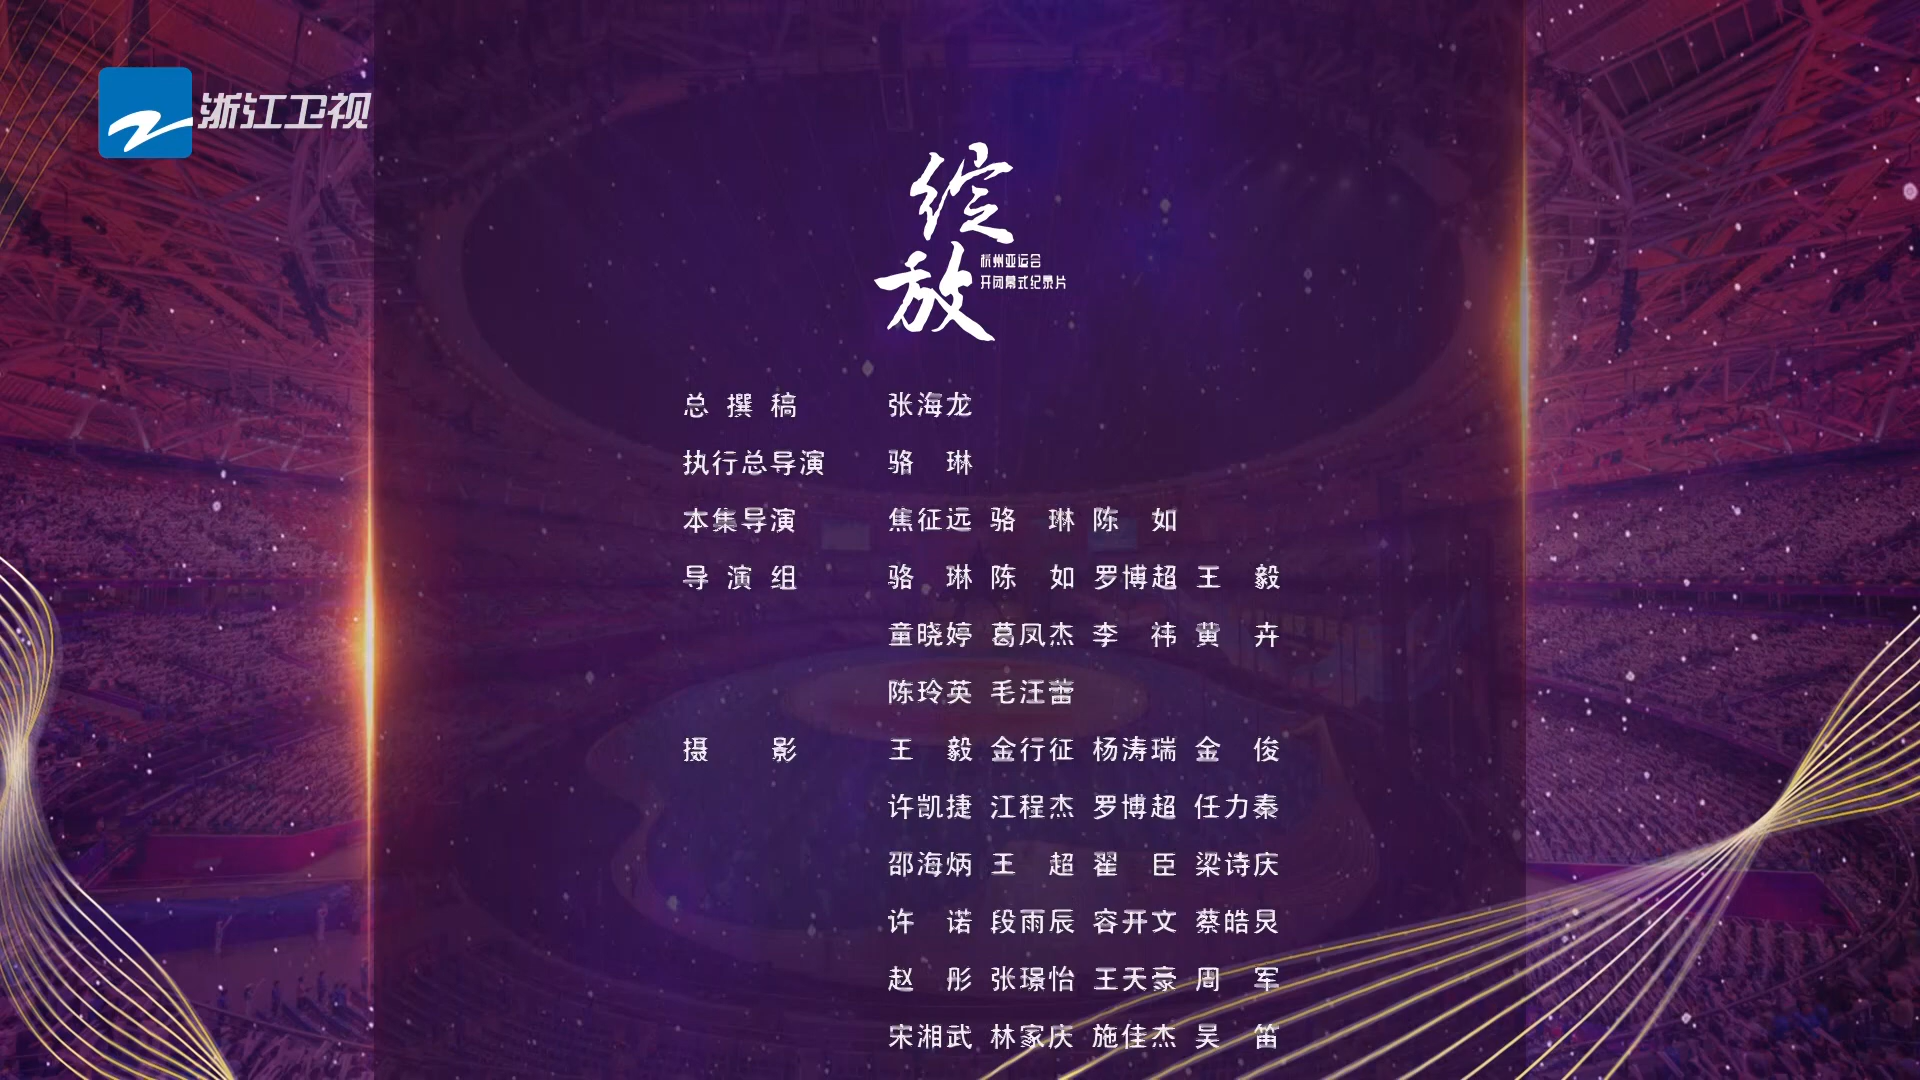 浙江卫视
绽放
杭州亚运会
开闭幕式纪录片
总撰稿 张海龙
执行总导演 骆琳
本集导演 焦征远 骆琳 陈如
导演组 骆琳 陈如 罗博超 王毅
童晓婷 葛凤杰 李祎 黄卉
陈玲英 毛汪蕾
摄影 王毅 金行征 杨涛瑞 金俊
许凯捷 江程杰 罗博超 任力秦
邵海炳 王超 翟臣 梁诗庆
许诺 段雨辰 容开文 蔡皓炅
赵彤 张璟怡 王天豪 周军
宋湘武 林家庆 施佳杰 吴笛